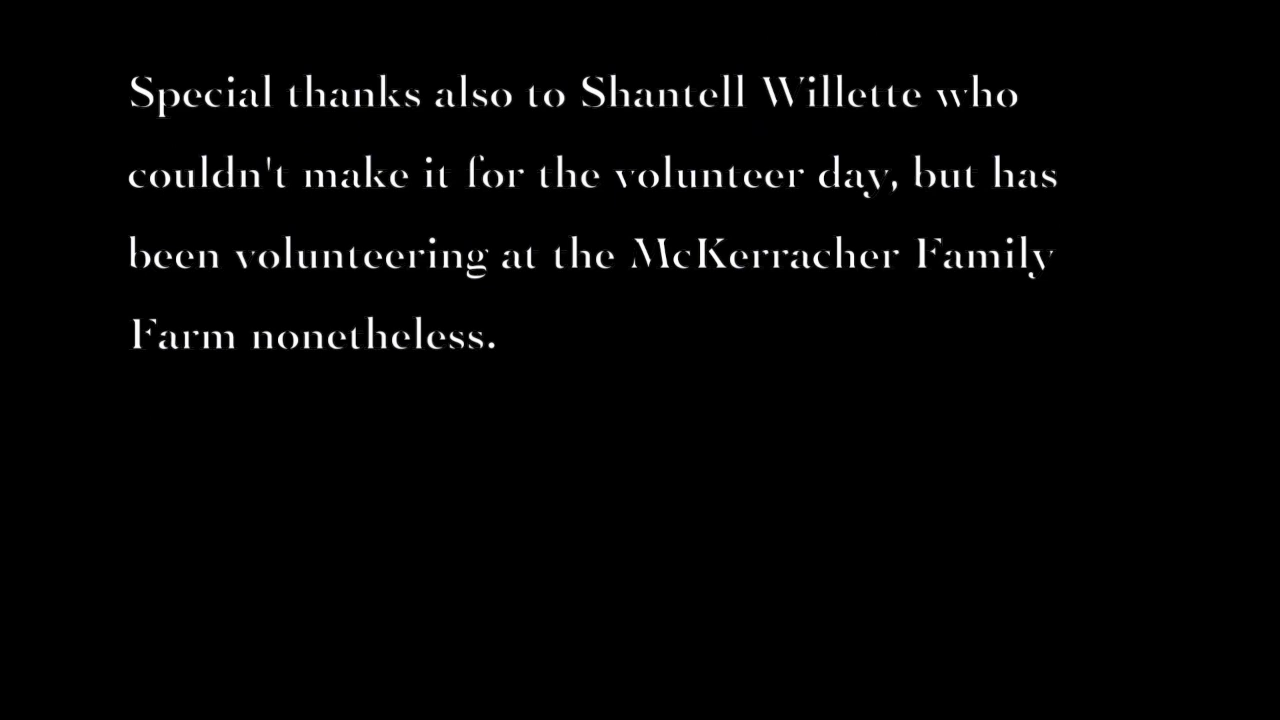 Special thanks also to Shantell Willette who
couldn't make it for the volunteer day, but has
been volunteering at the McKerracher Family
Farm nonetheless.